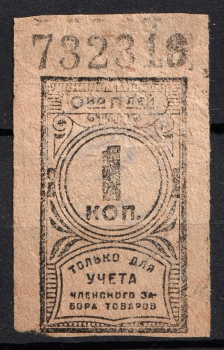 732318
1
КОП.
ТОЛЬКО ДЛЯ
УЧЕТА
ЧЛЕНСКОГО ЗА-
БОРА ТОВАРОВ